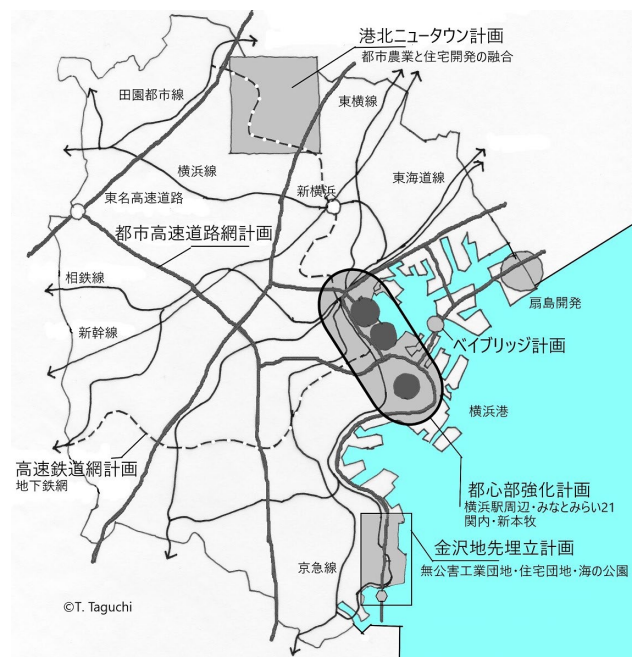 港北ニュータウン計画
都市農業と住宅開発の融合
田園都市線
東横線
横浜線
東海道線
新横浜
東名高速道路
都市高速道路網計画
相鉄線
扇島開発
新幹線
ベイブリッジ計画
横浜港
高速鉄道網計画
地下鉄網
都心部強化計画
横浜駅周辺・みなとみらい21
関内・新本牧
金沢地先埋立計画
無公害工業団地・住宅団地・海の公園
京急線
©T. Taguchi